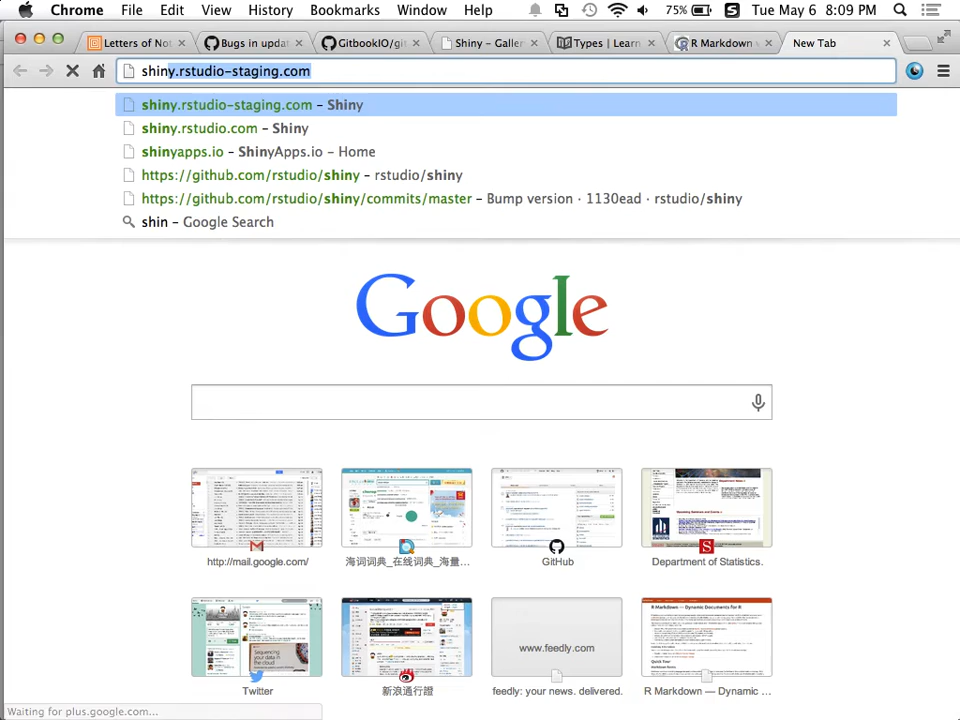 Chrome File Edit View History Bookmarks Window Help 75% Tue May 6 8:09 PM
Letters of Not Bugs in updat GitbookIO/git Shiny – Galler Types | Learn R Markdown New Tab
shiny.rstudio-staging.com
shiny.rstudio-staging.com – Shiny
shiny.rstudio.com – Shiny
shinyapps.io – ShinyApps.io – Home
https://github.com/rstudio/shiny – rstudio/shiny
https://github.com/rstudio/shiny/commits/master – Bump version · 1130ead · rstudio/shiny
shin – Google Search
Google
http://mail.google.com/ 海词词典_在线词典_海量... GitHub Department of Statistics.
www.feedly.com
Twitter 新浪通行證 feedly: your news. delivered. R Markdown — Dynamic ...
Waiting for plus.google.com...